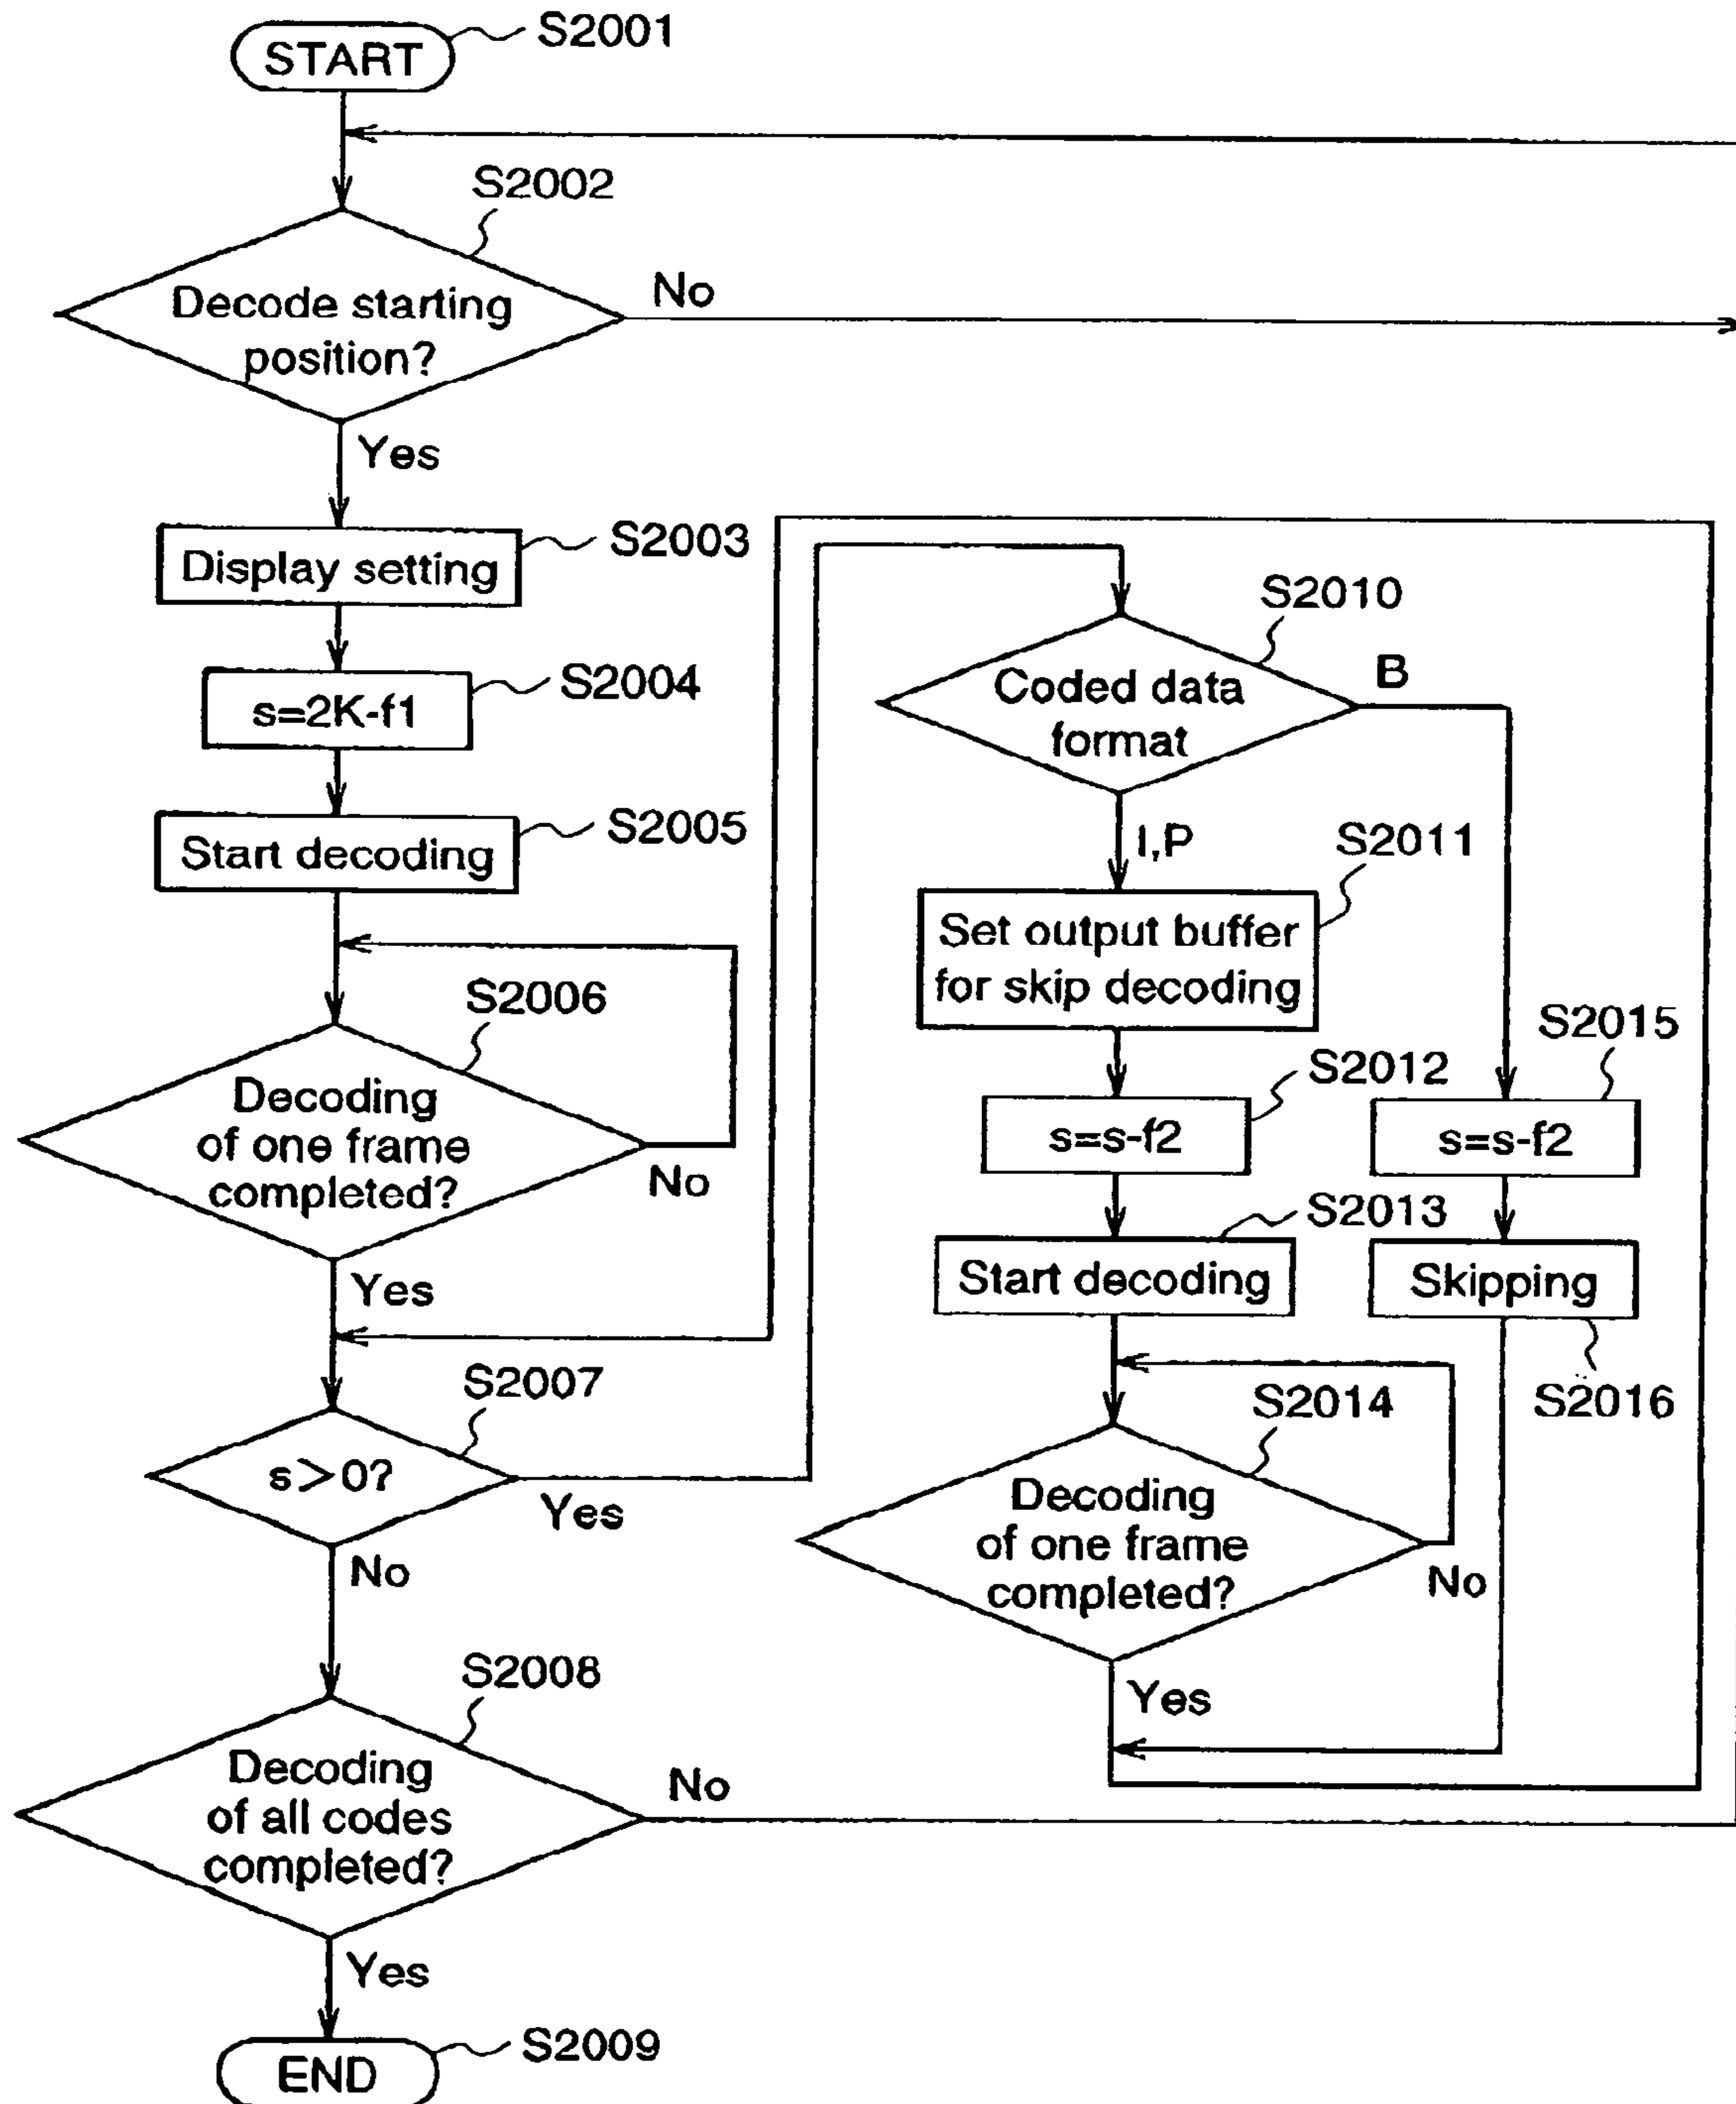 START
S2001
S2002
Decode starting
position?
No
Yes
Display setting
S2003
s=2K-f1
S2004
Start decoding
S2005
S2006
Decoding
of one frame
completed?
No
Yes
S2007
s>0?
Yes
No
S2008
Decoding
of all codes
completed?
No
Yes
END
S2009
S2010
Coded data
format
B
I,P
S2011
Set output buffer
for skip decoding
S2012
s=s-f2
S2013
Start decoding
S2014
Decoding
of one frame
completed?
No
Yes
S2015
s=s-f2
Skipping
S2016